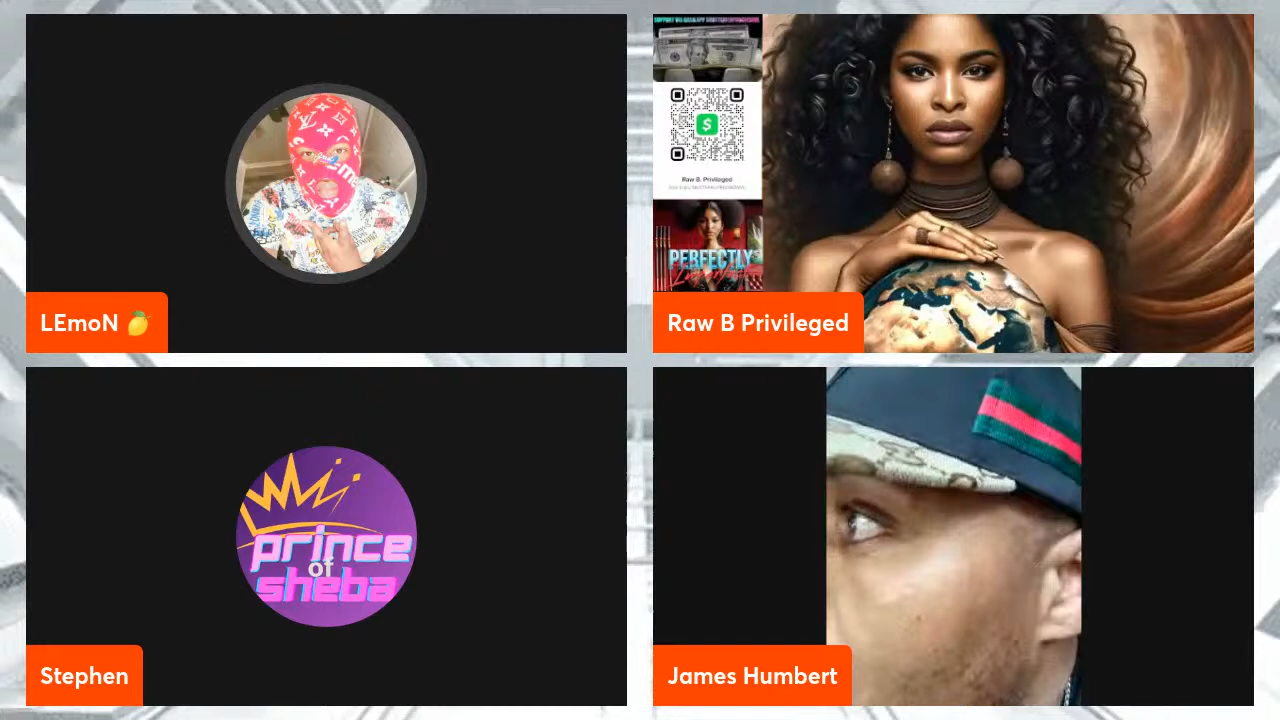 LEmoN 🍋
$
Raw B. Privileged
PERFECTLY
Raw B Privileged
prince
of
sheba
Stephen
James Humbert